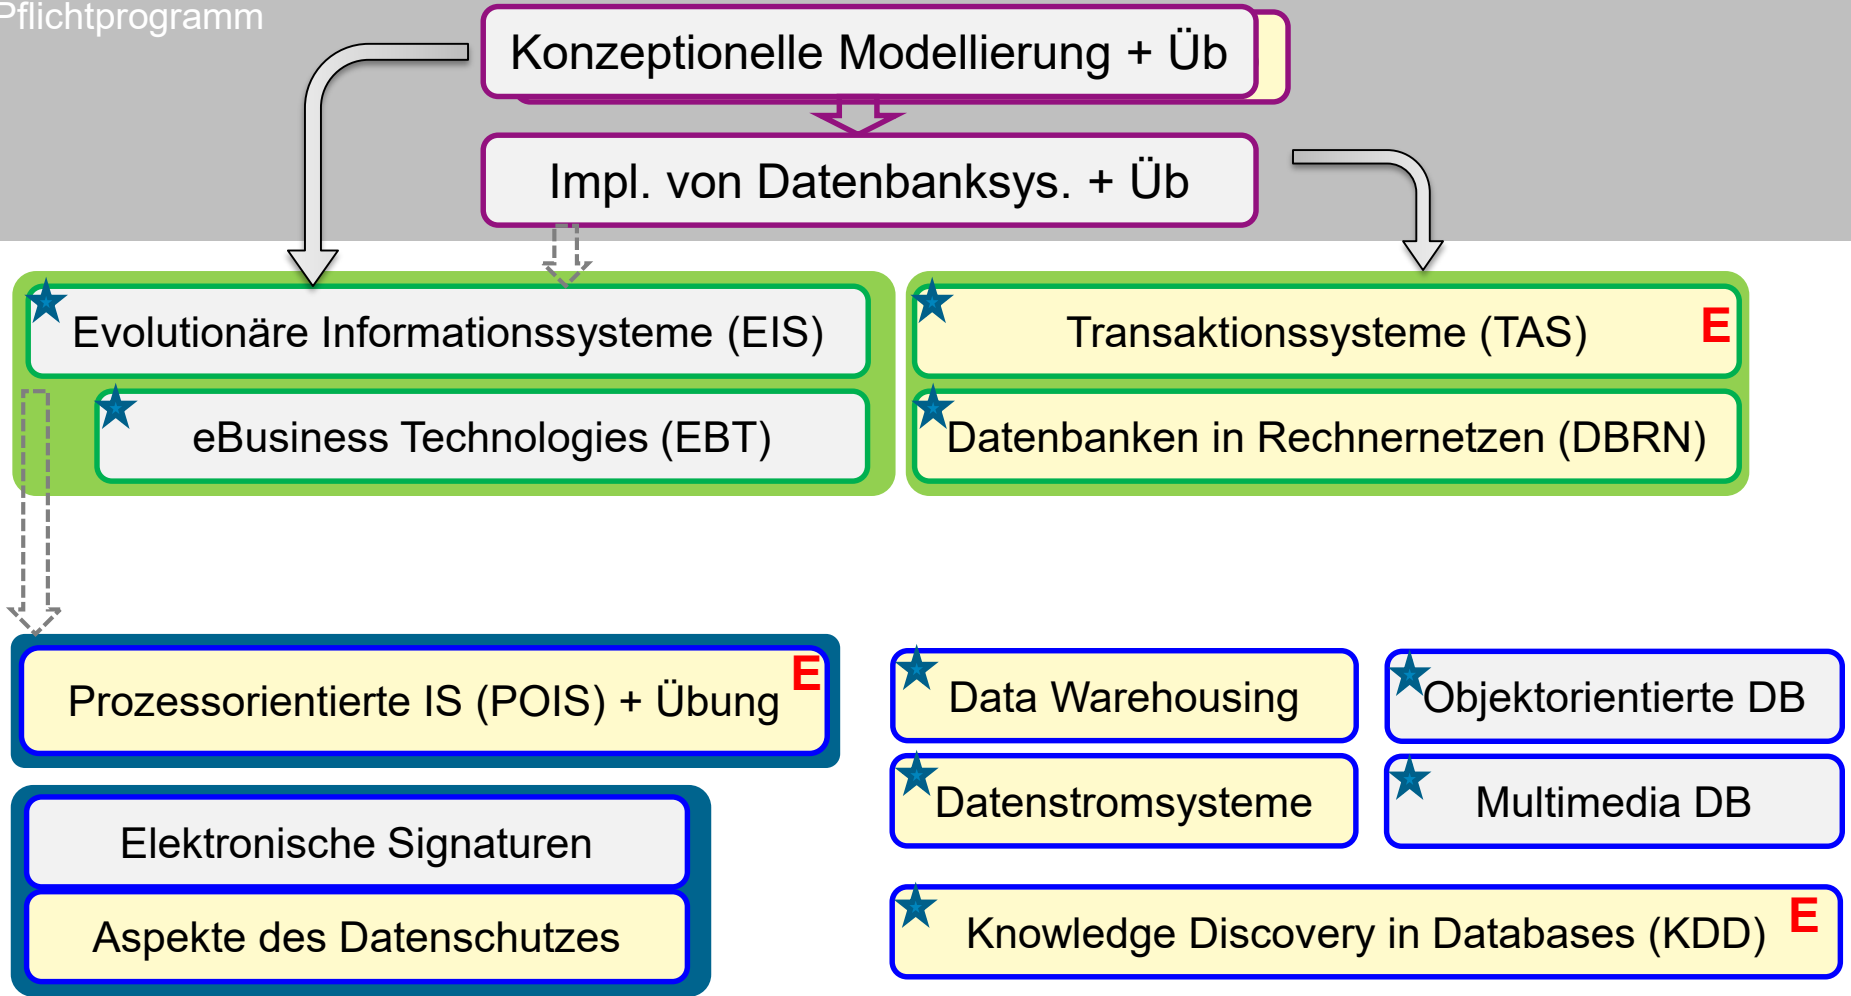 Pflichtprogramm
Konzeptionelle Modellierung + Üb
Impl. von Datenbanksys. + Üb
Evolutionäre Informationssysteme (EIS)
eBusiness Technologies (EBT)
Transaktionssysteme (TAS)
E
Datenbanken in Rechnernetzen (DBRN)
Prozessorientierte IS (POIS) + Übung
E
Elektronische Signaturen
Aspekte des Datenschutzes
Data Warehousing
Objektorientierte DB
Datenstromsysteme
Multimedia DB
Knowledge Discovery in Databases (KDD)
E